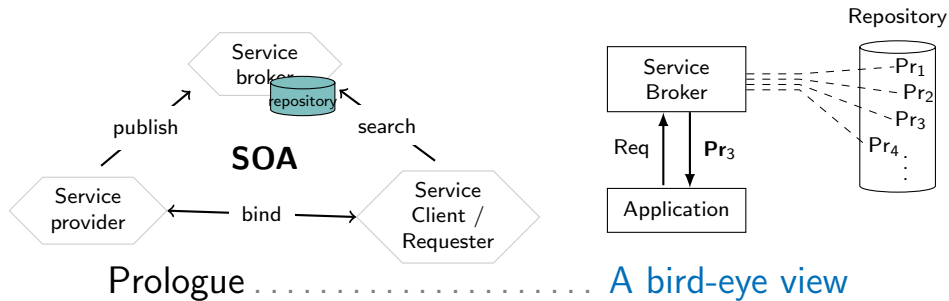 Service
broker
repository
publish
search
SOA
Service
provider
bind
Service
Client /
Requester
Repository
Service
Broker
Pr1
Pr2
Pr3
Pr4
⋮
Req
Pr3
Application
Prologue ...................... A bird-eye view